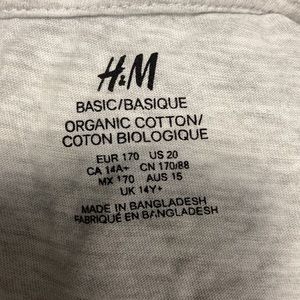 H&M
BASIC/BASIQUE
ORGANIC COTTON/
COTON BIOLOGIQUE
EUR 170 US 20
CA 14A+ CN 170/88
MX 170 AUS 15
UK 14Y+
MADE IN BANGLADESH
FABRIQUÉ EN BANGLADESH